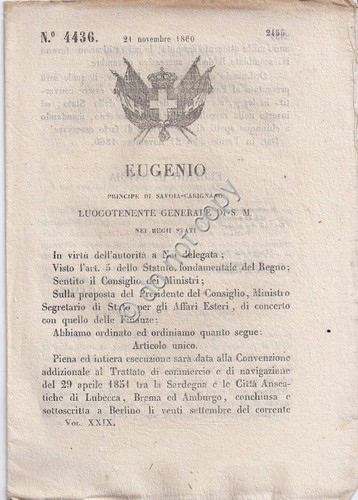 N.º 4436. 21 novembre 1860
EUGENIO
PRINCIPE DI SAVOIA-CARIGNANO
LUOGOTENENTE GENERALE DI S. M.
NEI REGII STATI
In virtù dell'autorità a Noi delegata;
Visto l'art. 5 dello Statuto fondamentale del Regno;
Sentito il Consiglio dei Ministri;
Sulla proposta del Presidente del Consiglio, Ministro
Segretario di Stato per gli Affari Esteri, di concerto
con quello delle Finanze;
Abbiamo ordinato ed ordiniamo quanto segue:
Articolo unico.
Piena ed intiera esecuzione sarà data alla Convenzione
addizionale al Trattato di commercio e di navigazione
del 29 aprile 1851 tra la Sardegna e le Città Anseatiche
di Lubecca, Brema ed Amburgo, conchiusa e
sottoscritta a Berlino li venti settembre del corrente
Vol. XXIX.
do not copy